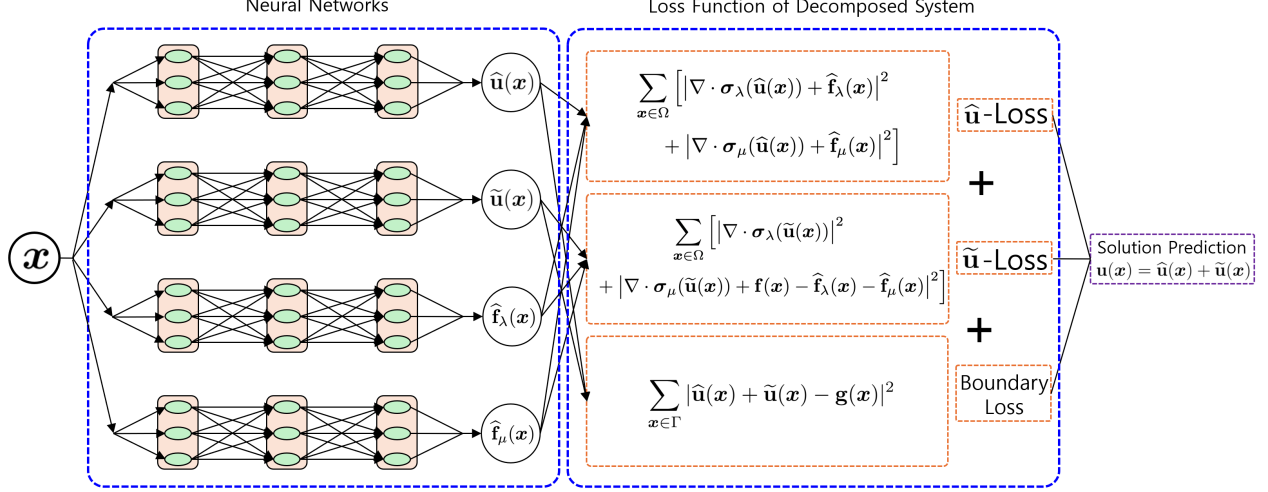 Neural Networks
Loss Function of Decomposed System
𝒙
û(𝒙)
ũ(𝒙)
f̂_λ(𝒙)
f̂_μ(𝒙)
∑_{𝒙∈Ω} [|∇ · 𝝈_λ(û(𝒙)) + f̂_λ(𝒙)|²
+ |∇ · 𝝈_μ(û(𝒙)) + f̂_μ(𝒙)|²]
∑_{𝒙∈Ω} [|∇ · 𝝈_λ(ũ(𝒙))|²
+ |∇ · 𝝈_μ(ũ(𝒙)) + f(𝒙) − f̂_λ(𝒙) − f̂_μ(𝒙)|²]
∑_{𝒙∈Γ} |û(𝒙) + ũ(𝒙) − g(𝒙)|²
û-Loss
+
ũ-Loss
+
Boundary
Loss
Solution Prediction
u(𝒙) = û(𝒙) + ũ(𝒙)